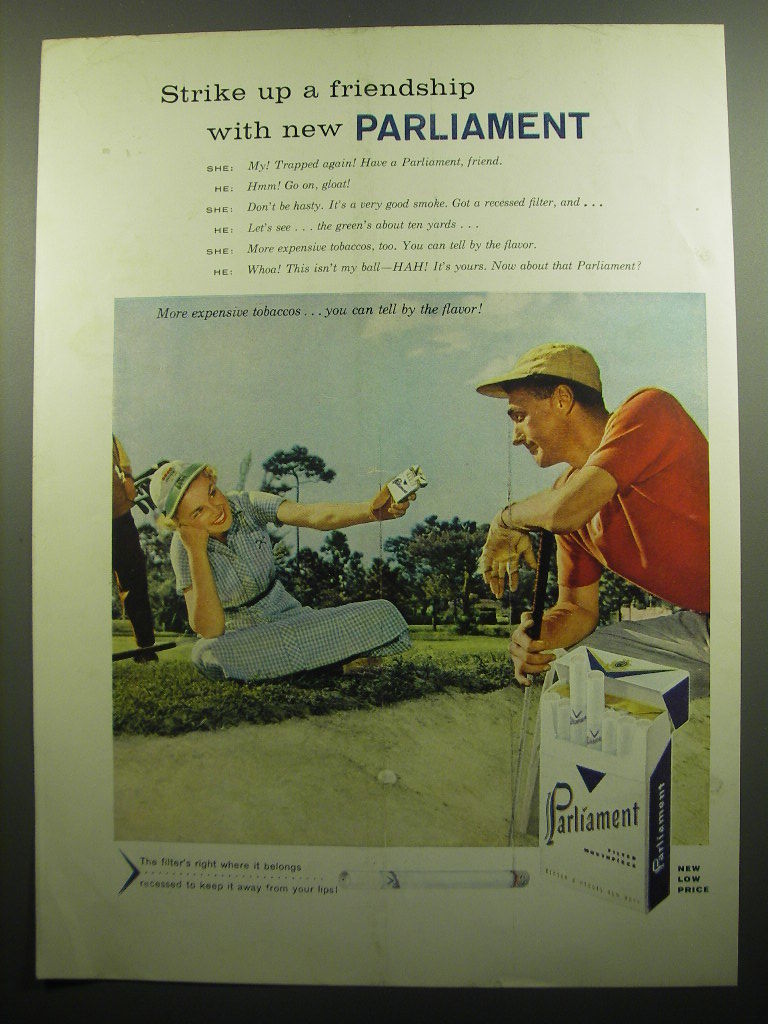 Strike up a friendship
with new PARLIAMENT
SHE: My! Trapped again! Have a Parliament, friend.
HE: Hmm! Go on, gloat!
SHE: Don't be hasty. It's a very good smoke. Got a recessed filter, and . . .
HE: Let's see . . . the green's about ten yards . . .
SHE: More expensive tobaccos, too. You can tell by the flavor.
HE: Whoa! This isn't my ball—HAH! It's yours. Now about that Parliament?
More expensive tobaccos . . . you can tell by the flavor!
Parliament
Parliament
FILTER
MOUTHPIECE
Parliament
The filter's right where it belongs
recessed to keep it away from your lips!
NEW
LOW
PRICE